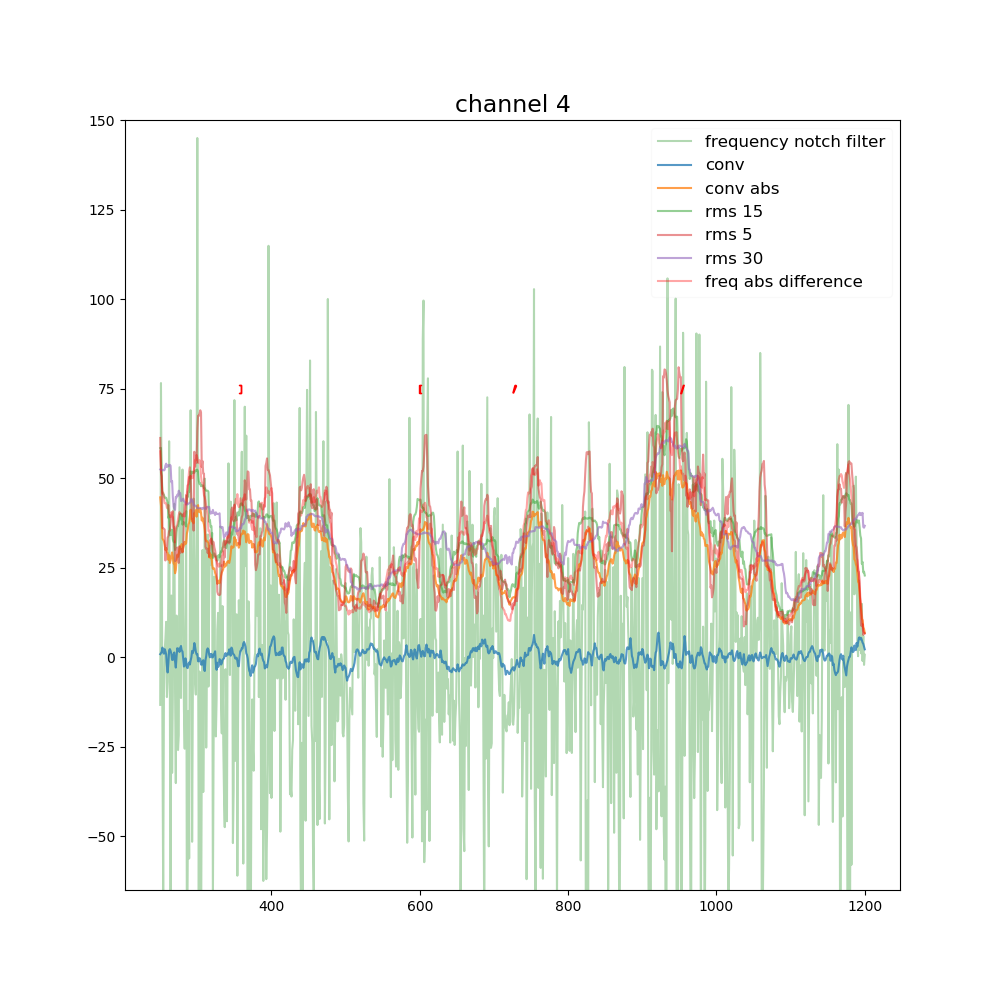 channel 4
150
125
100
75
50
25
0
−25
−50
400 600 800 1000 1200
frequency notch filter
conv
conv abs
rms 15
rms 5
rms 30
freq abs difference